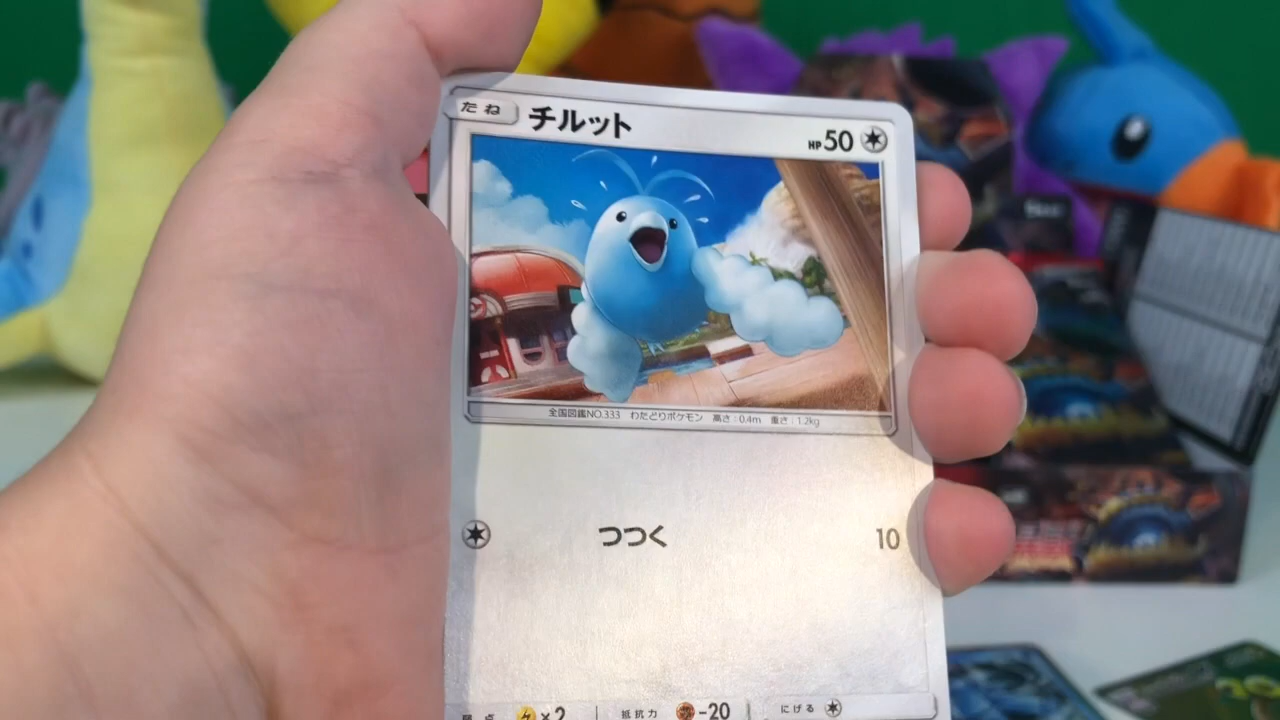 たね チルット HP50
全国図鑑NO.333 わたどりポケモン 高さ:0.4m 重さ:1.2kg
つつく 10
弱点 ×2 抵抗力 -20 にげる